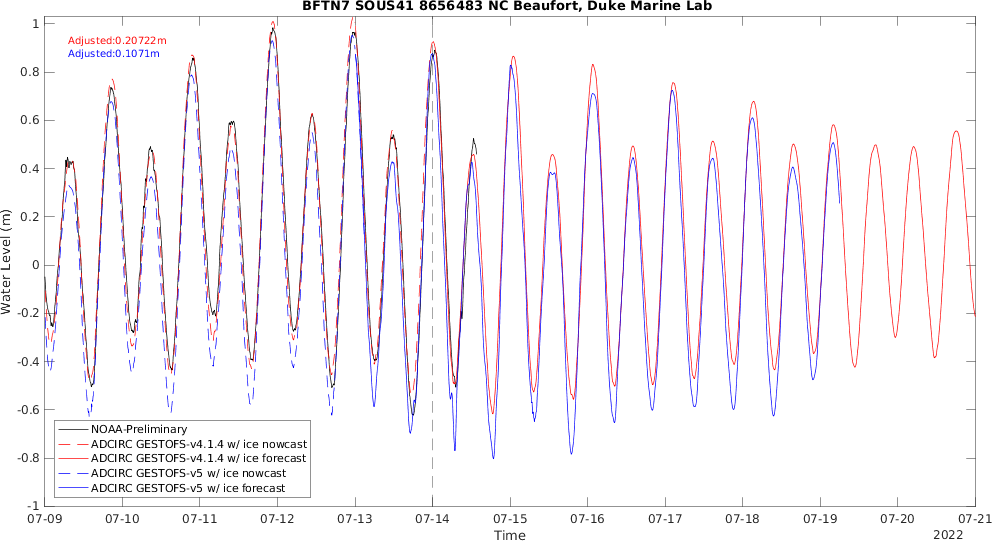 BFTN7 SOUS41 8656483 NC Beaufort, Duke Marine Lab
Adjusted:0.20722m
Adjusted:0.1071m
1
0.8
0.6
0.4
0.2
0
-0.2
-0.4
-0.6
-0.8
-1
Water Level (m)
NOAA-Preliminary
ADCIRC GESTOFS-v4.1.4 w/ ice nowcast
ADCIRC GESTOFS-v4.1.4 w/ ice forecast
ADCIRC GESTOFS-v5 w/ ice nowcast
ADCIRC GESTOFS-v5 w/ ice forecast
07-09 07-10 07-11 07-12 07-13 07-14 07-15 07-16 07-17 07-18 07-19 07-20 07-21
Time
2022